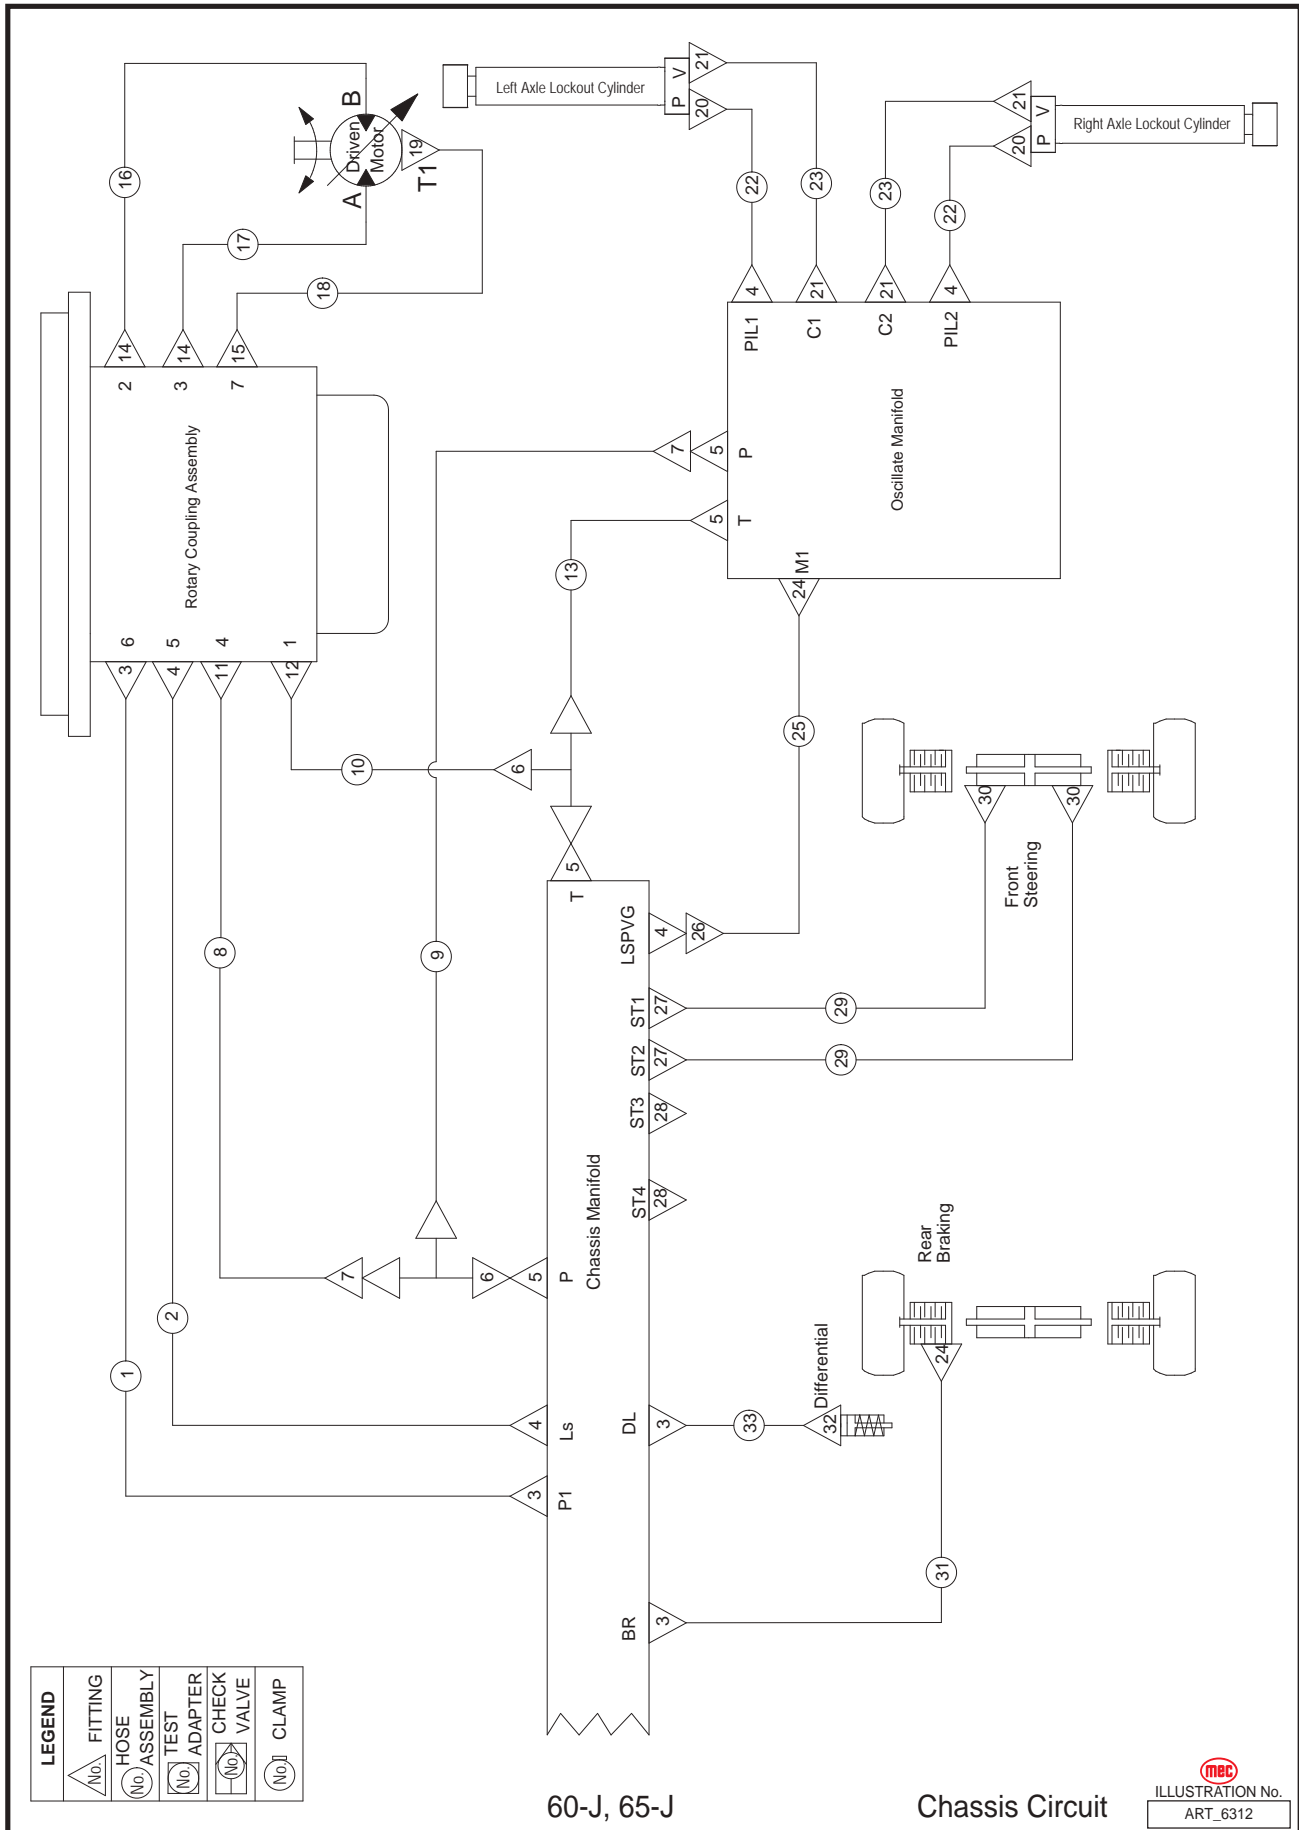 16
B
Driven
Motor
A
19
T1
17
18
14
14
15
2
3
7
Rotary Coupling Assembly
6
5
4
1
3
4
11
12
Left Axle Lockout Cylinder
P
V
20
21
22
23
23
22
21
20
V
P
Right Axle Lockout Cylinder
4
21
21
4
PIL1
C1
C2
PIL2
Oscillate Manifold
7
5
P
5
T
M1
24
13
10
6
5
T
25
8
9
LSPVG
4
26
ST1
27
29
ST2
27
29
ST3
28
ST4
28
30
30
Front
Steering
Chassis Manifold
7
6
5
P
2
1
4
Ls
3
P1
DL
3
33
32
Differential
Rear
Braking
24
31
BR
3
LEGEND
No. FITTING
No. HOSE
ASSEMBLY
No. TEST
ADAPTER
No. CHECK
VALVE
No. CLAMP
60-J, 65-J
Chassis Circuit
mec
ILLUSTRATION No.
ART_6312